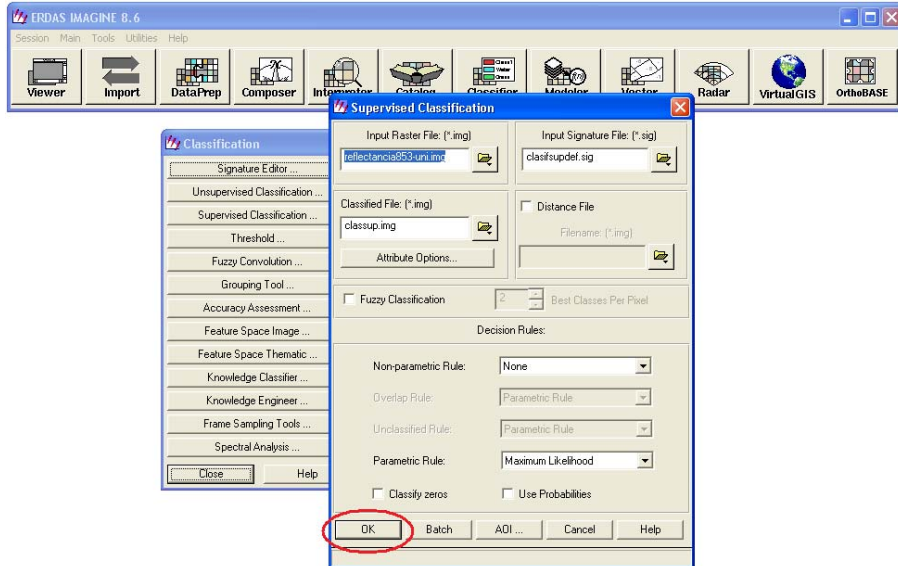 ERDAS IMAGINE 8.6
Session Main Tools Utilities Help
Viewer Import DataPrep Composer Interpreter Catalog Classifier Modeler Vector Radar VirtualGIS OrthoBASE
Classification
Signature Editor ...
Unsupervised Classification ...
Supervised Classification ...
Threshold ...
Fuzzy Convolution ...
Grouping Tool ...
Accuracy Assessment ...
Feature Space Image ...
Feature Space Thematic ...
Knowledge Classifier ...
Knowledge Engineer ...
Frame Sampling Tools ...
Spectral Analysis ...
Close Help
Supervised Classification
Input Raster File: (*.img) Input Signature File: (*.sig)
reflectancia853-uni.img clasifsupdef.sig
Classified File: (*.img) Distance File
classup.img Filename: (*.img)
Attribute Options...
Fuzzy Classification 2 Best Classes Per Pixel
Decision Rules:
Non-parametric Rule: None
Overlap Rule: Parametric Rule
Unclassified Rule: Parametric Rule
Parametric Rule: Maximum Likelihood
Classify zeros Use Probabilities
OK Batch AOI ... Cancel Help